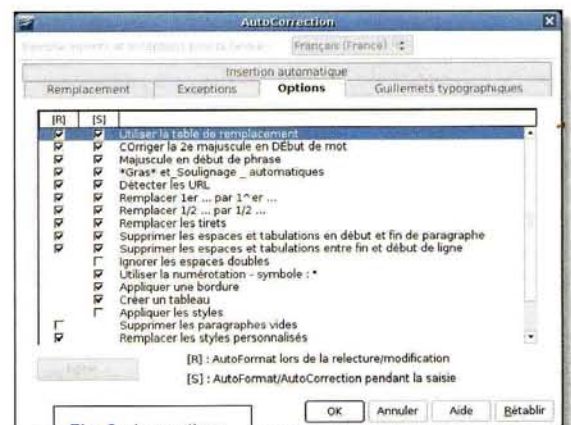 AutoCorrection
Français (France)
Insertion automatique
Remplacement Exceptions Options Guillemets typographiques
[R] [S]
Utiliser la table de remplacement
COrriger la 2e majuscule en DÉbut de mot
Majuscule en début de phrase
*Gras* et_Soulignage _ automatiques
Détecter les URL
Remplacer 1er ... par 1^er ...
Remplacer 1/2 ... par 1/2 ...
Remplacer les tirets
Supprimer les espaces et tabulations en début et fin de paragraphe
Supprimer les espaces et tabulations entre fin et début de ligne
Ignorer les espaces doubles
Utiliser la numérotation - symbole : •
Appliquer une bordure
Créer un tableau
Appliquer les styles
Supprimer les paragraphes vides
Remplacer les styles personnalisés
[R] : AutoFormat lors de la relecture/modification
[S] : AutoFormat/AutoCorrection pendant la saisie
OK Annuler Aide Rétablir